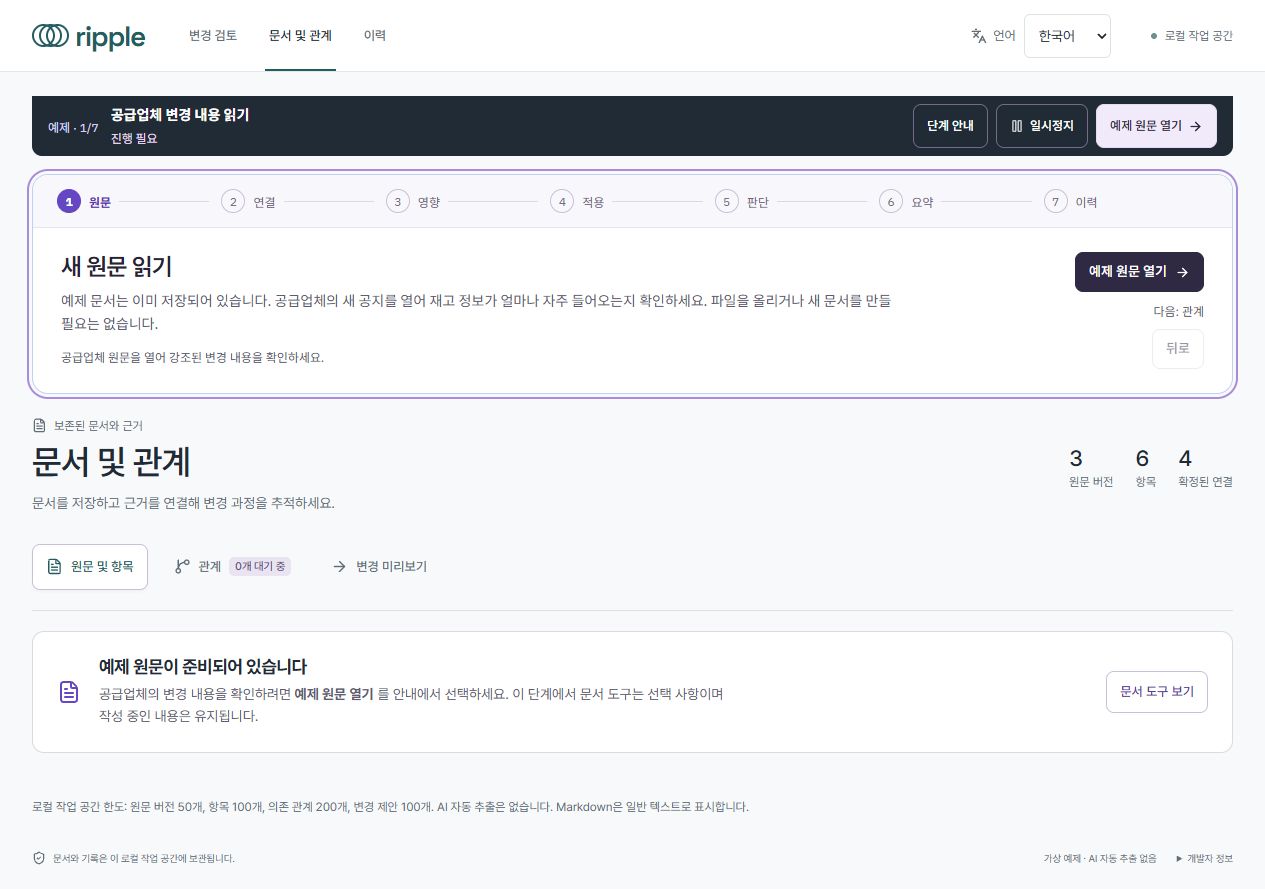 ripple
변경 검토
문서 및 관계
이력
언어
한국어
로컬 작업 공간
예제 · 1/7
공급업체 변경 내용 읽기
진행 필요
단계 안내
일시정지
예제 원문 열기
1 원문
2 연결
3 영향
4 적용
5 판단
6 요약
7 이력
새 원문 읽기
예제 문서는 이미 저장되어 있습니다. 공급업체의 새 공지를 열어 재고 정보가 얼마나 자주 들어오는지 확인하세요. 파일을 올리거나 새 문서를 만들
필요는 없습니다.
공급업체 원문을 열어 강조된 변경 내용을 확인하세요.
예제 원문 열기
다음: 관계
뒤로
보존된 문서와 근거
문서 및 관계
문서를 저장하고 근거를 연결해 변경 과정을 추적하세요.
3
원문 버전
6
항목
4
확정된 연결
원문 및 항목
관계 0개 대기 중
변경 미리보기
예제 원문이 준비되어 있습니다
공급업체의 변경 내용을 확인하려면 예제 원문 열기 를 안내에서 선택하세요. 이 단계에서 문서 도구는 선택 사항이며
작성 중인 내용은 유지됩니다.
문서 도구 보기
로컬 작업 공간 한도: 원문 버전 50개, 항목 100개, 의존 관계 200개, 변경 제안 100개. AI 자동 추출은 없습니다. Markdown은 일반 텍스트로 표시합니다.
문서와 기록은 이 로컬 작업 공간에 보관됩니다.
가상 예제 · AI 자동 추출 없음
개발자 정보